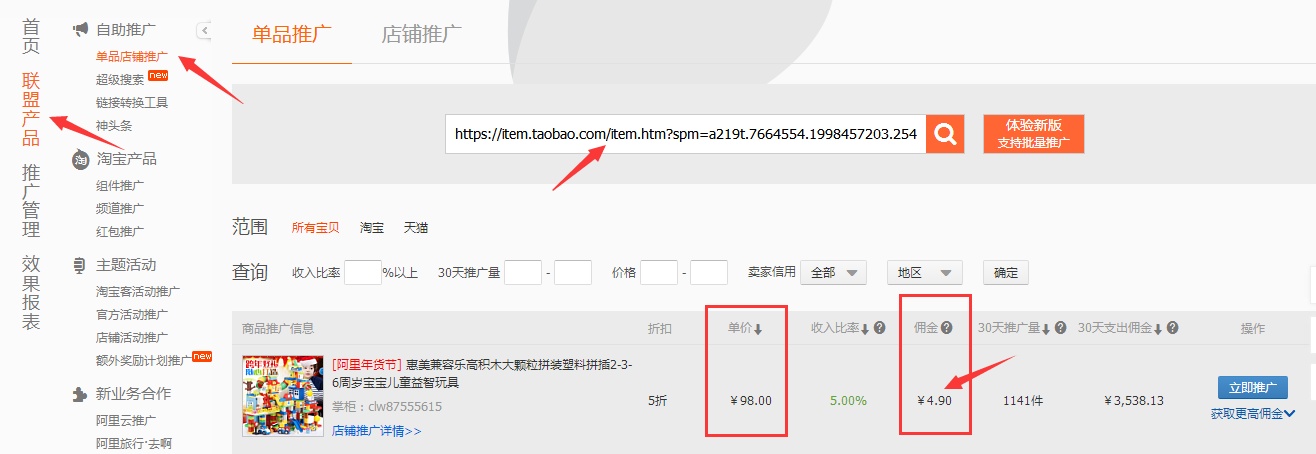 首页
联盟产品
推广管理
效果报表
自助推广
单品店铺推广
超级搜索 new
链接转换工具
神头条
淘 淘宝产品
组件推广
频道推广
红包推广
主题活动
淘宝客活动推广
官方活动推广
店铺活动推广
额外奖励计划推广 new
新业务合作
阿里云推广
阿里旅行·去啊
单品推广 店铺推广
https://item.taobao.com/item.htm?spm=a219t.7664554.1998457203.254
体验新版
支持批量推广
范围 所有宝贝 淘宝 天猫
查询 收入比率 %以上 30天推广量 - 价格 - 卖家信用 全部 地区 确定
商品推广信息 折扣 单价 收入比率 ? 佣金 ? 30天推广量 ? 30天支出佣金 ? 操作
[阿里年货节] 惠美兼容乐高积木大颗粒拼装塑料拼插2-3-
6周岁宝宝儿童益智玩具
掌柜：clw87555615
店铺推广详情>>
5折 ￥98.00 5.00% ￥4.90 1141件 ￥3,538.13 立即推广
获取更高佣金